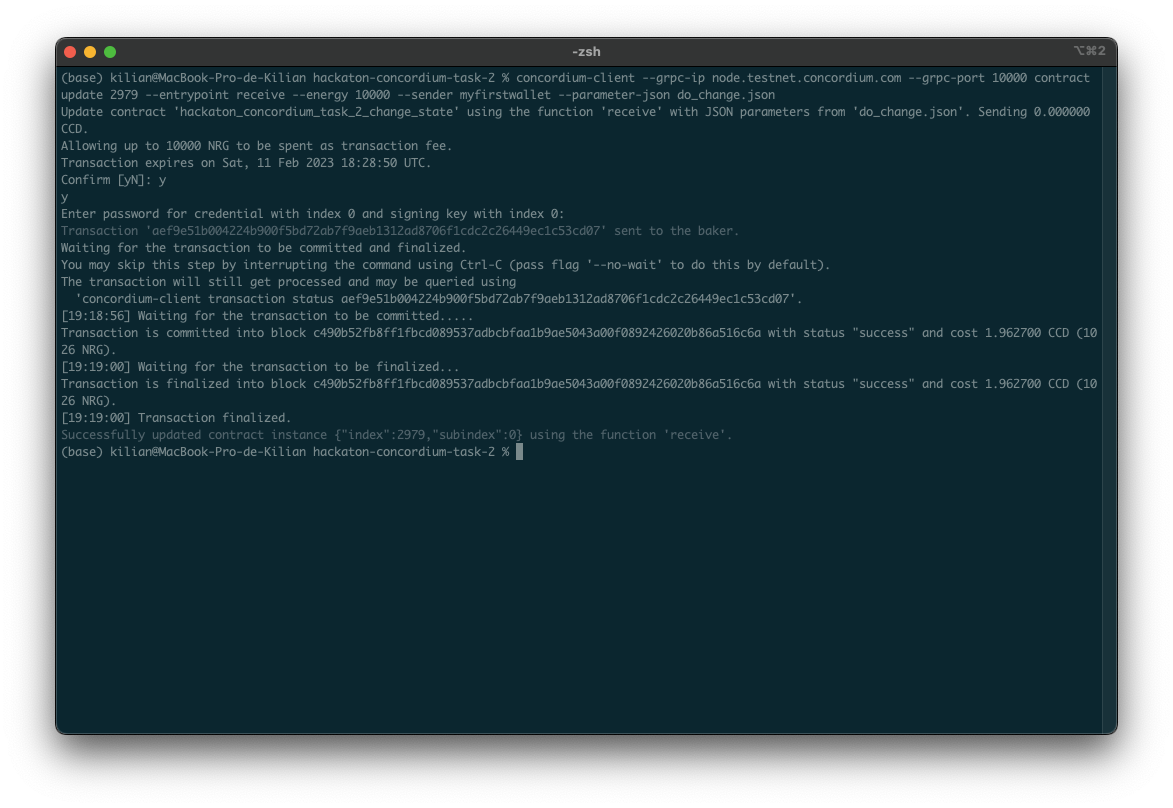 -zsh
⌥⌘2
(base) kilian@MacBook-Pro-de-Kilian hackaton-concordium-task-2 % concordium-client --grpc-ip node.testnet.concordium.com --grpc-port 10000 contract
update 2979 --entrypoint receive --energy 10000 --sender myfirstwallet --parameter-json do_change.json
Update contract 'hackaton_concordium_task_2_change_state' using the function 'receive' with JSON parameters from 'do_change.json'. Sending 0.000000
CCD.
Allowing up to 10000 NRG to be spent as transaction fee.
Transaction expires on Sat, 11 Feb 2023 18:28:50 UTC.
Confirm [yN]: y
y
Enter password for credential with index 0 and signing key with index 0:
Transaction 'aef9e51b004224b900f5bd72ab7f9aeb1312ad8706f1cdc2c26449ec1c53cd07' sent to the baker.
Waiting for the transaction to be committed and finalized.
You may skip this step by interrupting the command using Ctrl-C (pass flag '--no-wait' to do this by default).
The transaction will still get processed and may be queried using
  'concordium-client transaction status aef9e51b004224b900f5bd72ab7f9aeb1312ad8706f1cdc2c26449ec1c53cd07'.
[19:18:56] Waiting for the transaction to be committed.....
Transaction is committed into block c490b52fb8ff1fbcd089537adbcbfaa1b9ae5043a00f0892426020b86a516c6a with status "success" and cost 1.962700 CCD (10
26 NRG).
[19:19:00] Waiting for the transaction to be finalized...
Transaction is finalized into block c490b52fb8ff1fbcd089537adbcbfaa1b9ae5043a00f0892426020b86a516c6a with status "success" and cost 1.962700 CCD (10
26 NRG).
[19:19:00] Transaction finalized.
Successfully updated contract instance {"index":2979,"subindex":0} using the function 'receive'.
(base) kilian@MacBook-Pro-de-Kilian hackaton-concordium-task-2 %